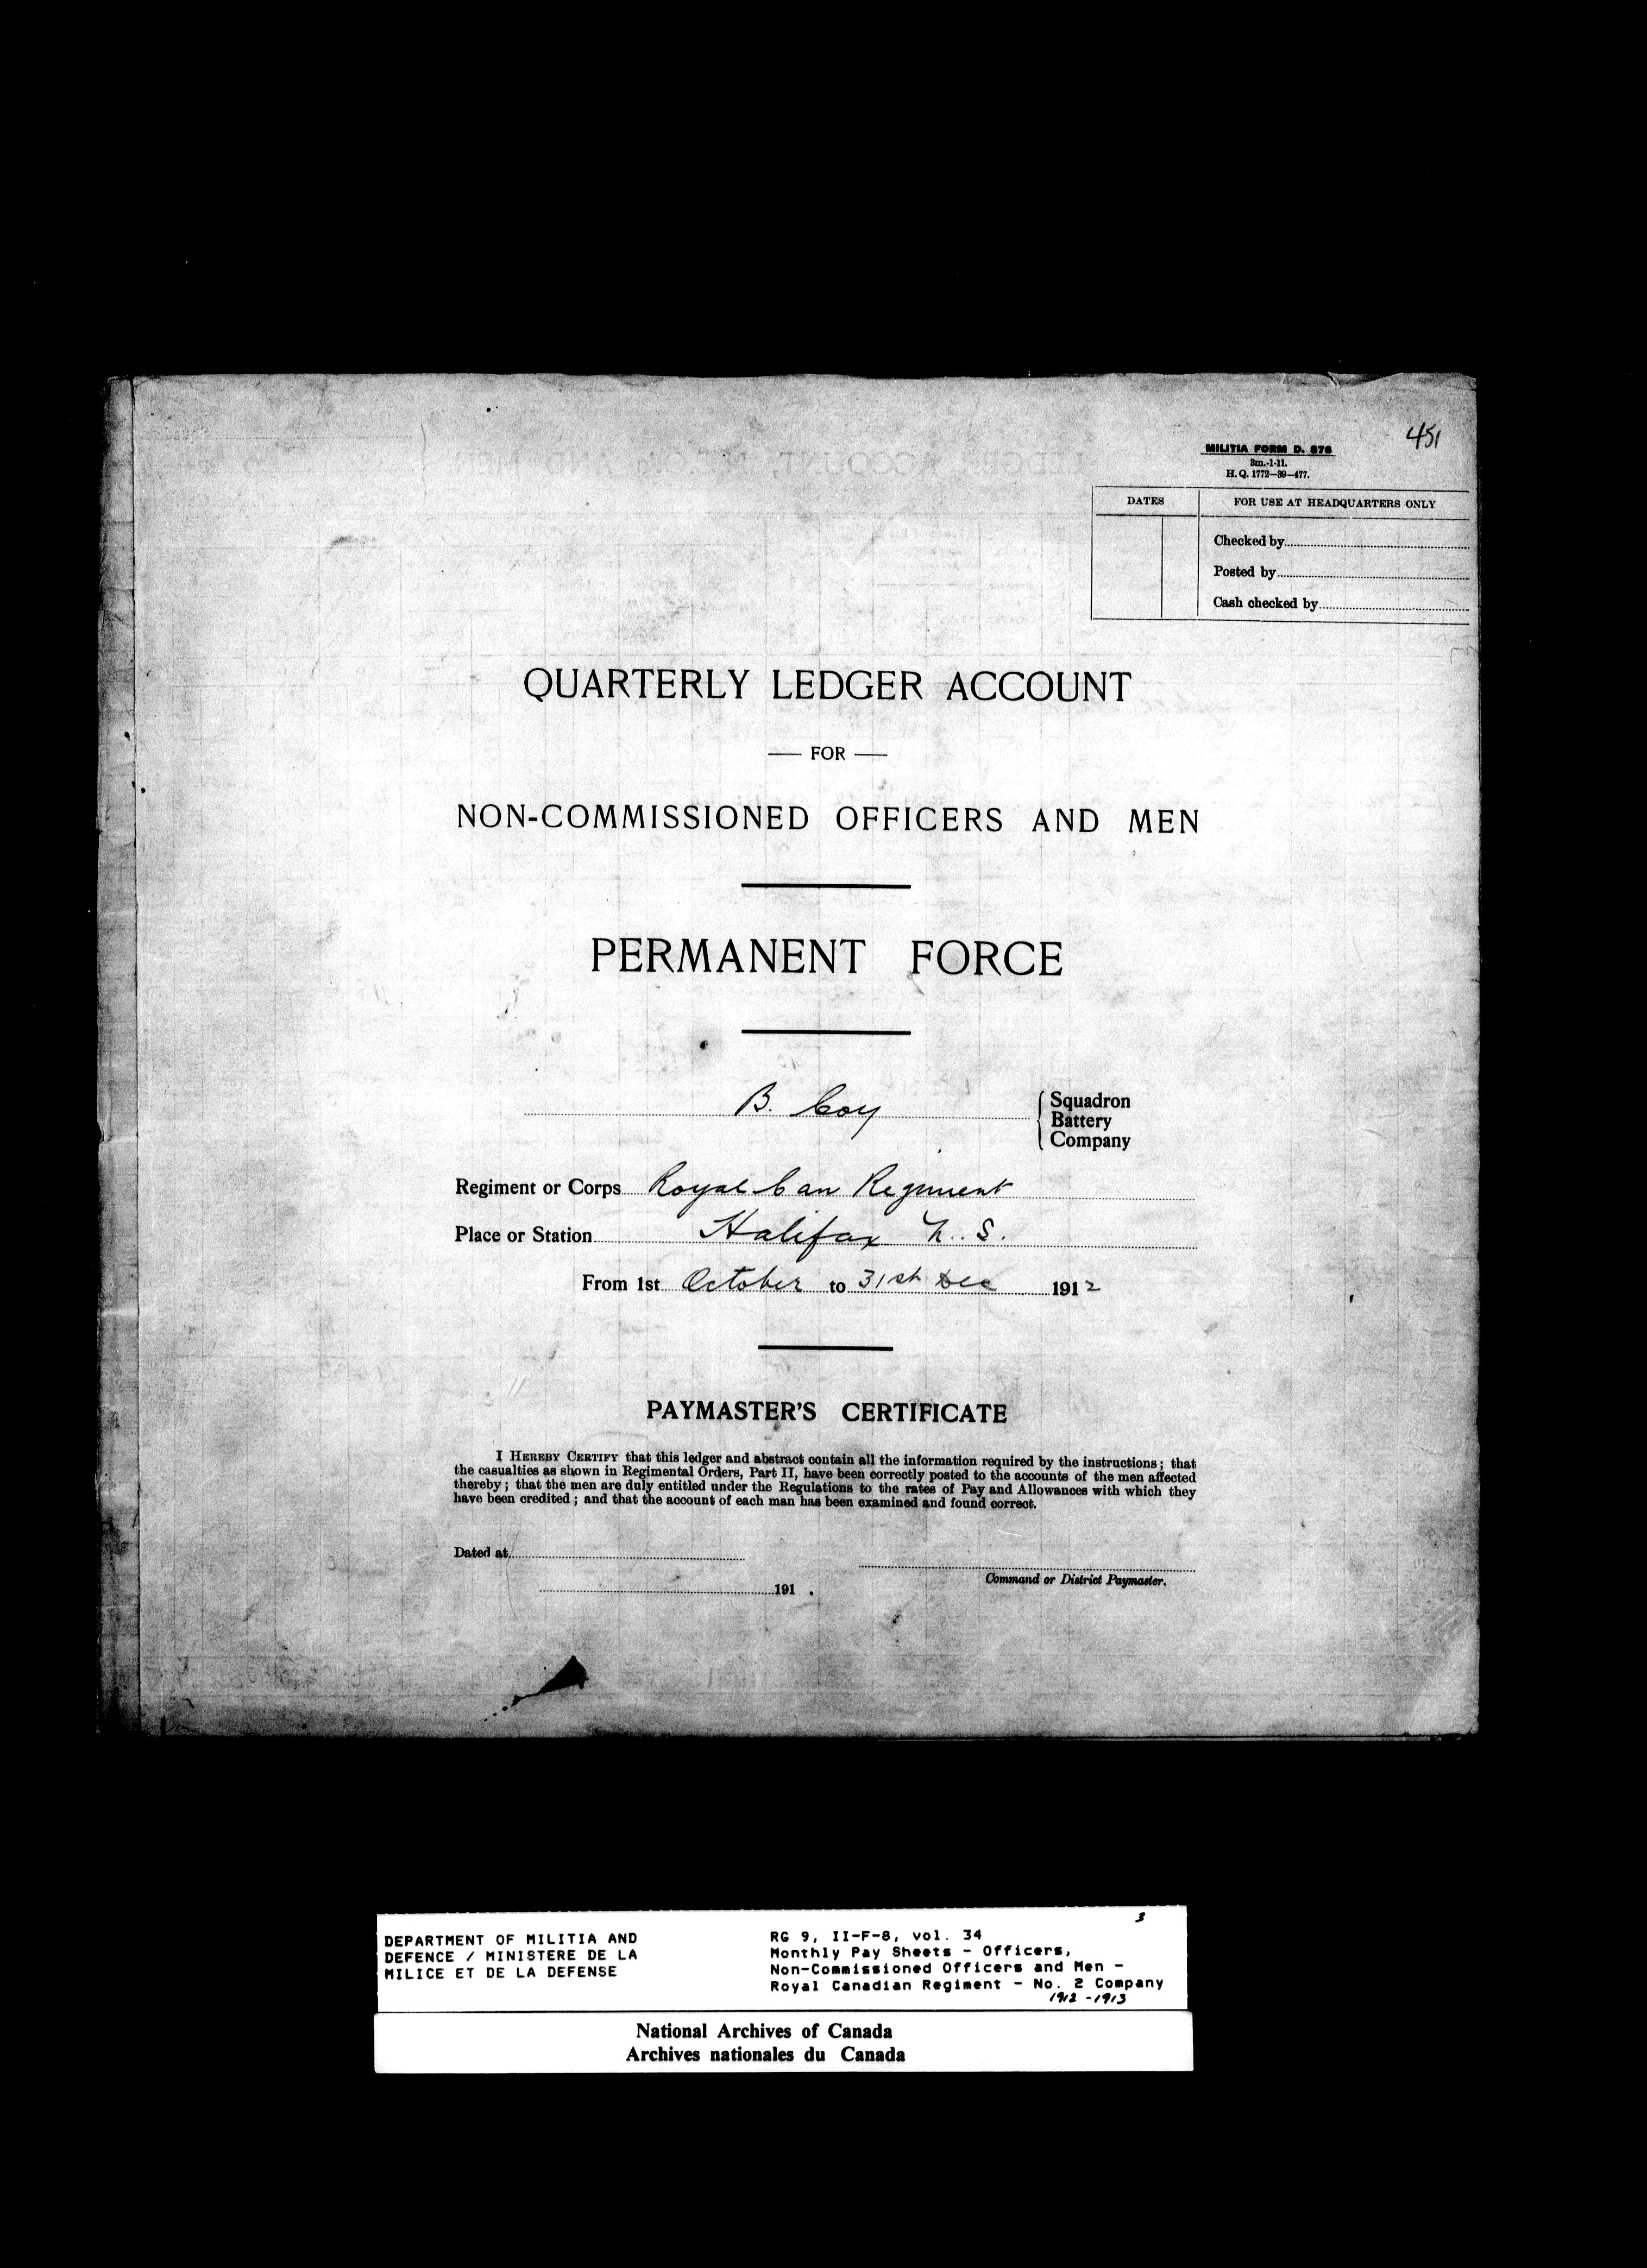 451
MILITIA FORM D. 876
3m.-1-11.
H. Q. 1772—39—477.
DATES
FOR USE AT HEADQUARTERS ONLY
Checked by
Posted by
Cash checked by
QUARTERLY LEDGER ACCOUNT
— FOR —
NON-COMMISSIONED OFFICERS AND MEN
PERMANENT FORCE
B. Coy
Squadron
Battery
Company
Regiment or Corps Royal Can Regiment
Place or Station Halifax N. S.
From 1st October to 31st Dec 1912
PAYMASTER'S CERTIFICATE
I HEREBY CERTIFY that this ledger and abstract contain all the information required by the instructions; that
the casualties as shown in Regimental Orders, Part II, have been correctly posted to the accounts of the men affected
thereby; that the men are duly entitled under the Regulations to the rates of Pay and Allowances with which they
have been credited; and that the account of each man has been examined and found correct.
Dated at
Command or District Paymaster.
191 .
3
DEPARTMENT OF MILITIA AND
DEFENCE / MINISTERE DE LA
MILICE ET DE LA DEFENSE
RG 9, II-F-8, vol. 34
Monthly Pay Sheets - Officers,
Non-Commissioned Officers and Men -
Royal Canadian Regiment - No. 2 Company
1912 - 1913
National Archives of Canada
Archives nationales du Canada